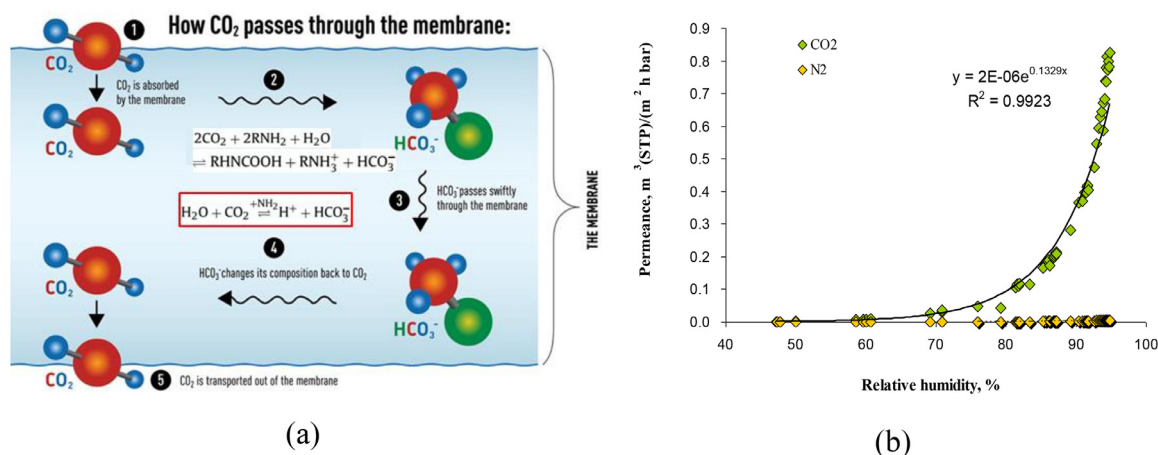 How CO₂ passes through the membrane:
1
CO₂
CO₂ is absorbed
by the membrane
CO₂
2
2CO₂ + 2RNH₂ + H₂O
⇌ RHNCOOH + RNH₃⁺ + HCO₃⁻
HCO₃⁻
3
HCO₃⁻passes swiftly
through the membrane
H₂O + CO₂ +NH₂⇌ H⁺ + HCO₃⁻
4
HCO₃⁻changes its composition back to CO₂
HCO₃⁻
CO₂
CO₂
5
CO₂ is transported out of the membrane
THE MEMBRANE
(a)
CO2
N2
y = 2E-06e^0.1329x
R² = 0.9923
Permeance, m ³(STP)/(m² h bar)
0.9
0.8
0.7
0.6
0.5
0.4
0.3
0.2
0.1
0.0
40 50 60 70 80 90 100
Relative humidity, %
(b)